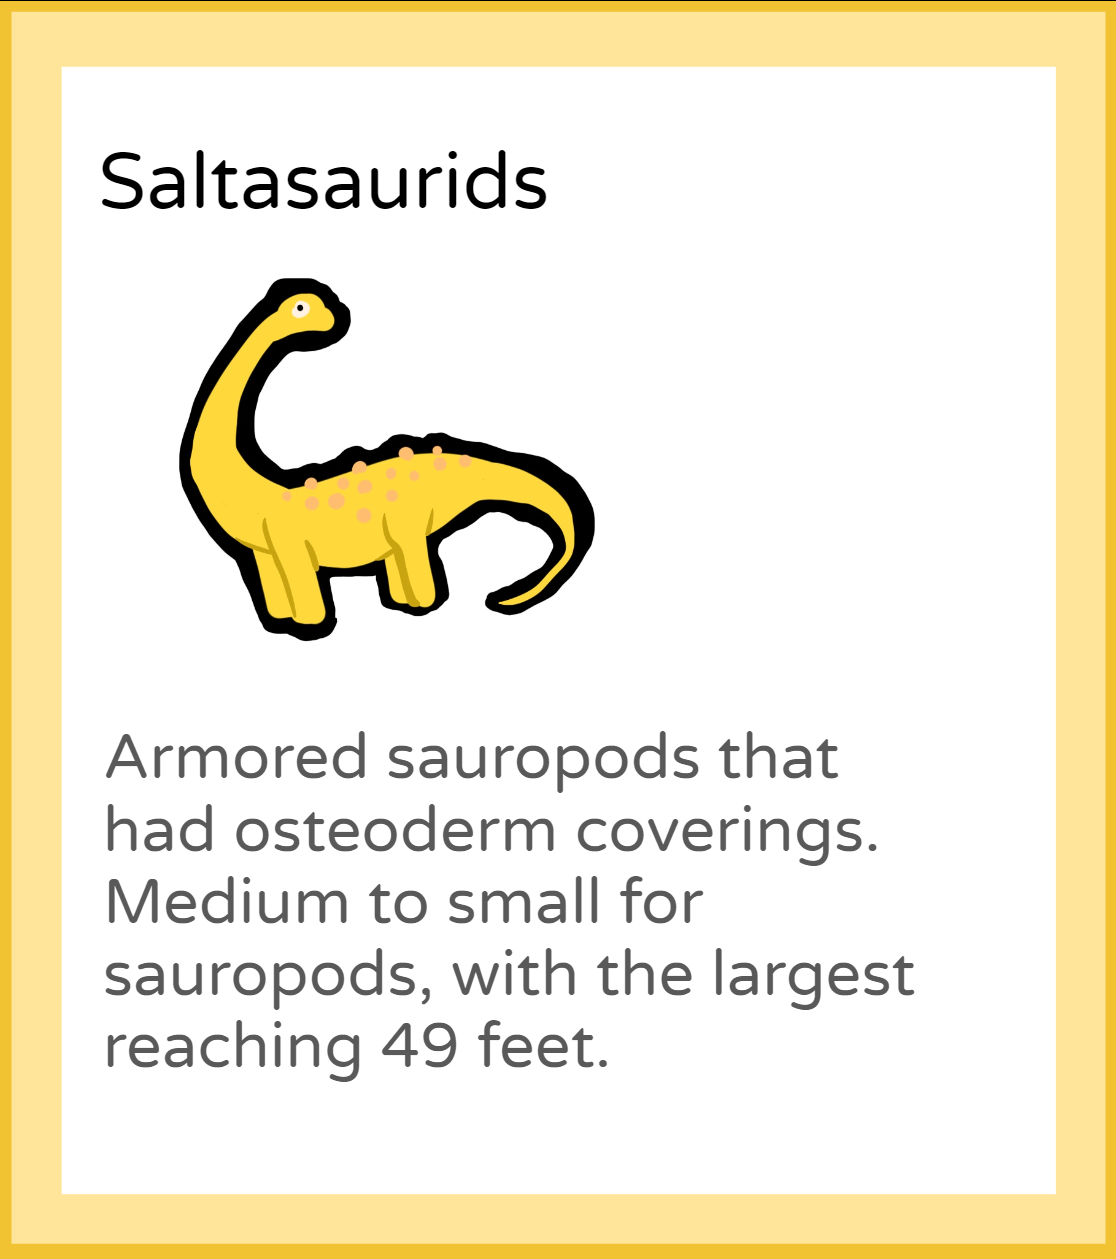 Saltasaurids
Armored sauropods that
had osteoderm coverings.
Medium to small for
sauropods, with the largest
reaching 49 feet.